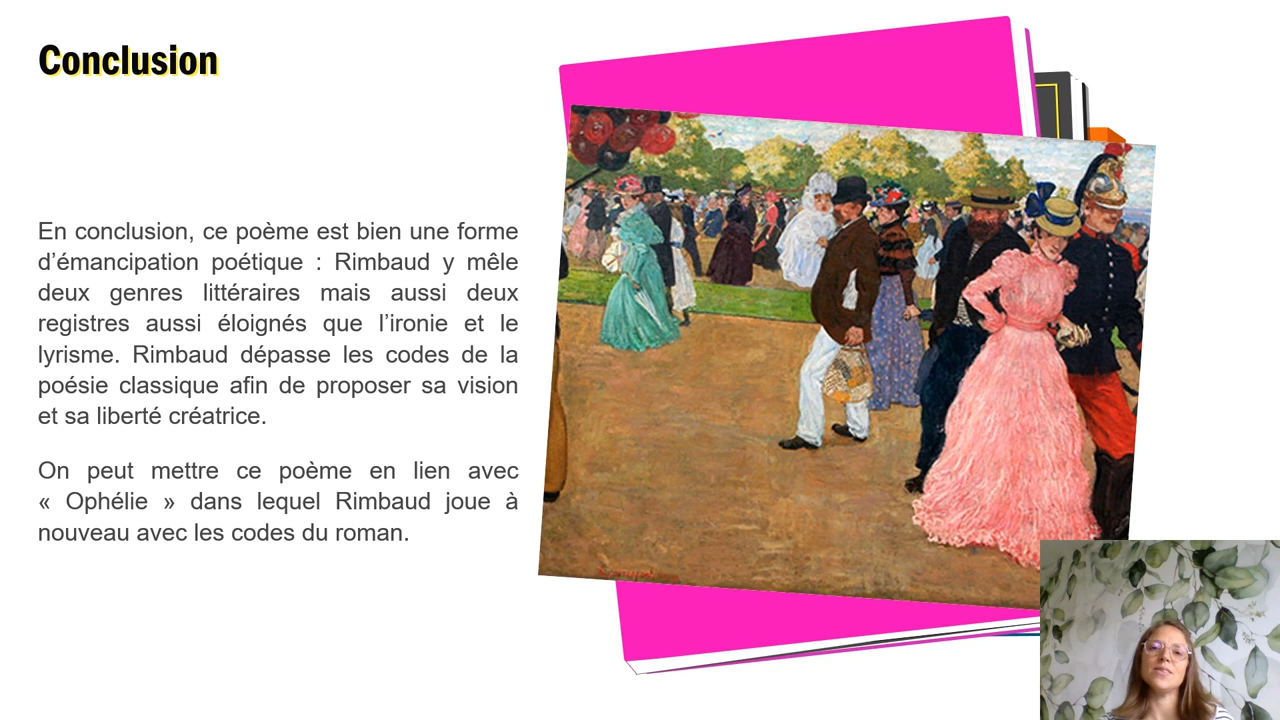 Conclusion
En conclusion, ce poème est bien une forme
d’émancipation poétique : Rimbaud y mêle
deux genres littéraires mais aussi deux
registres aussi éloignés que l’ironie et le
lyrisme. Rimbaud dépasse les codes de la
poésie classique afin de proposer sa vision
et sa liberté créatrice.
On peut mettre ce poème en lien avec
« Ophélie » dans lequel Rimbaud joue à
nouveau avec les codes du roman.